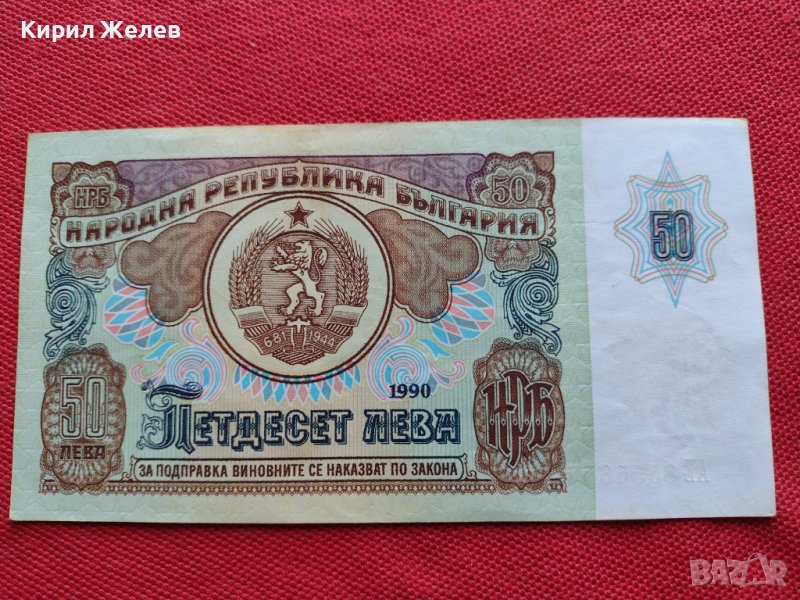 Кирил Желев
НРБ
50
НАРОДНА РЕПУБЛИКА БЪЛГАРИЯ
50
681 1944
1990
50
ЛЕВА
ПЕТДЕСЕТ ЛЕВА
НРБ
ЗА ПОДПРАВКА ВИНОВНИТЕ СЕ НАКАЗВАТ ПО ЗАКОНА
BAZAR